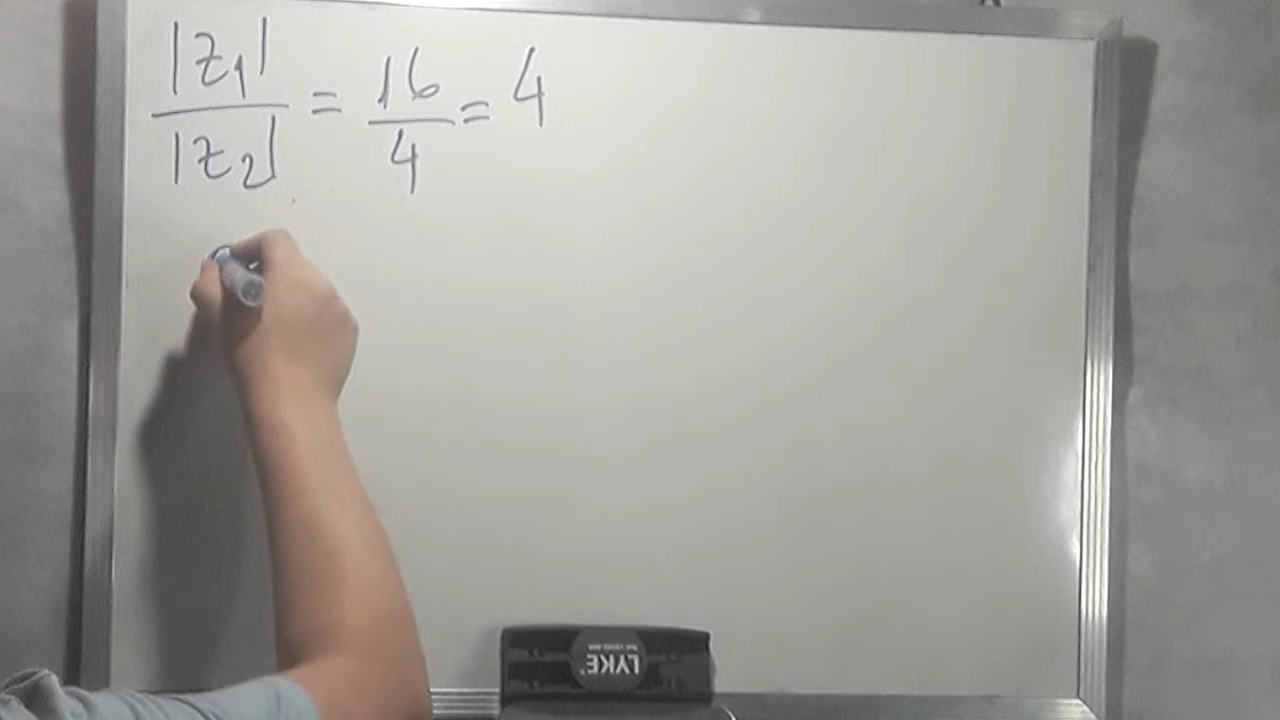 |z₁| / |z₂| = 16 / 4 = 4
LYKE